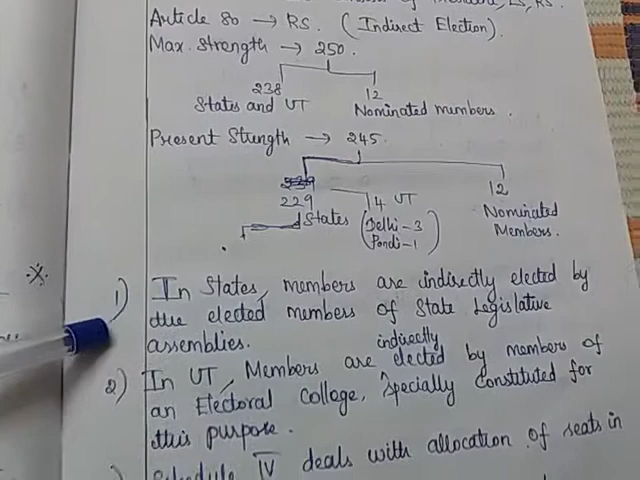 of LS, RS.
Article 80 → RS. (Indirect Election).
Max. Strength → 250.
238 12
States and UT Nominated members.
Present Strength → 245.
229 4 UT 12
States (Delhi - 3 Nominated
Pondi - 1) Members.
1) In States, members are indirectly elected by
the elected members of State Legislative
assemblies.
indirectly
2) In UT, Members are ^ elected by members of
an Electoral College, specially constituted for
this purpose.
Schedule IV deals with allocation of seats in